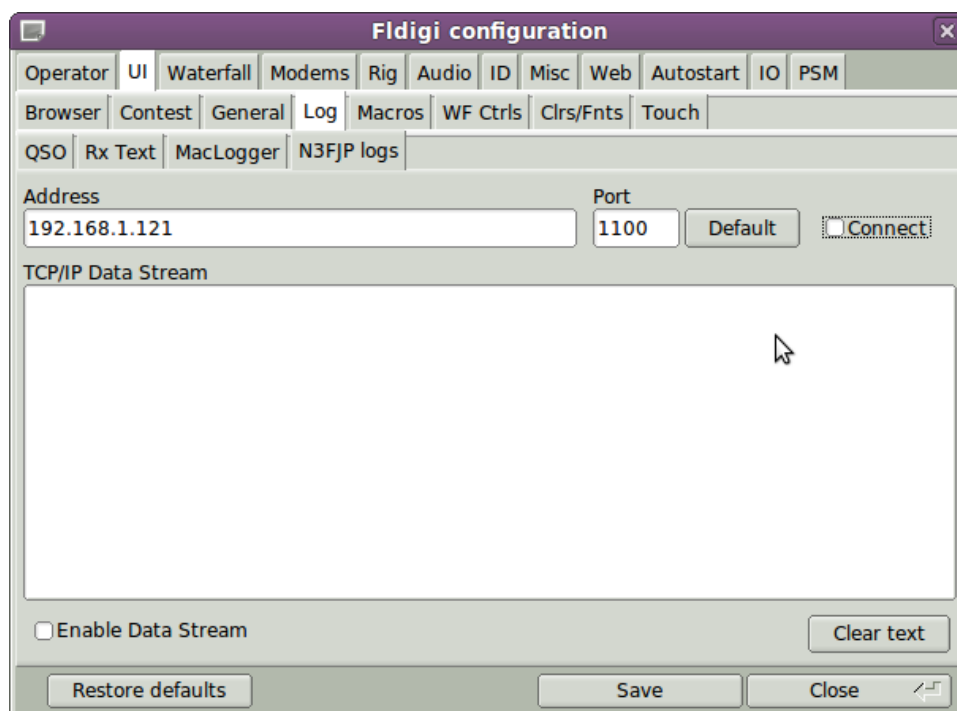 Fldigi configuration
Operator UI Waterfall Modems Rig Audio ID Misc Web Autostart IO PSM
Browser Contest General Log Macros WF Ctrls Clrs/Fnts Touch
QSO Rx Text MacLogger N3FJP logs
Address Port
192.168.1.121 1100 Default Connect
TCP/IP Data Stream
Enable Data Stream Clear text
Restore defaults Save Close